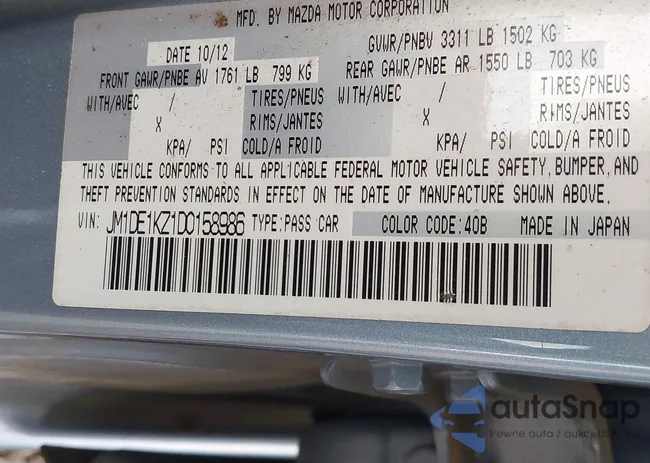 MFD. BY MAZDA MOTOR CORPORATION
DATE 10/12 GVWR/PNBV 3311 LB 1502 KG
FRONT GAWR/PNBE AV 1761 LB 799 KG REAR GAWR/PNBE AR 1550 LB 703 KG
WITH/AVEC / TIRES/PNEUS WITH/AVEC / TIRES/PNEUS
X RIMS/JANTES X RIMS/JANTES
KPA/ PSI COLD/A FROID KPA/ PSI COLD/A FROID
THIS VEHICLE CONFORMS TO ALL APPLICABLE FEDERAL MOTOR VEHICLE SAFETY, BUMPER, AND
THEFT PREVENTION STANDARDS IN EFFECT ON THE DATE OF MANUFACTURE SHOWN ABOVE.
VIN: JM1DE1KZ1D0158986 TYPE:PASS CAR COLOR CODE:40B MADE IN JAPAN
autaSnap
Pewne auta z aukcji